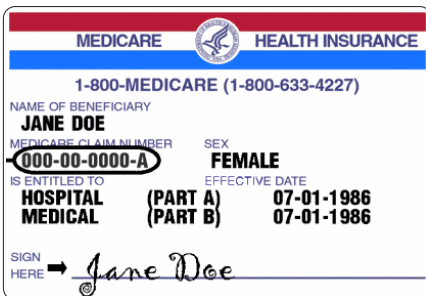 MEDICARE HEALTH INSURANCE
1-800-MEDICARE (1-800-633-4227)
NAME OF BENEFICIARY
JANE DOE
MEDICARE CLAIM NUMBER SEX
000-00-0000-A FEMALE
IS ENTITLED TO EFFECTIVE DATE
HOSPITAL (PART A) 07-01-1986
MEDICAL (PART B) 07-01-1986
SIGN
HERE Jane Doe